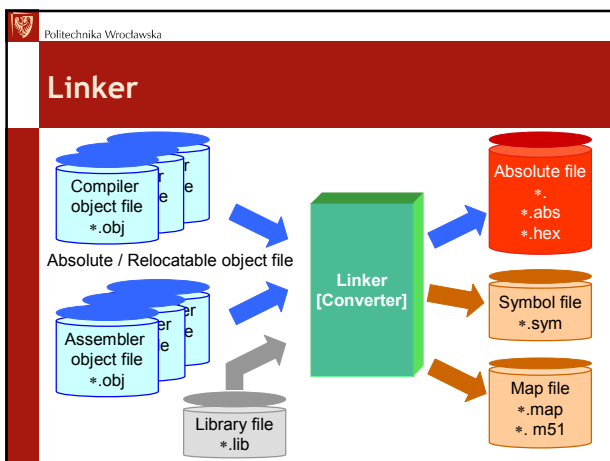 Politechnika Wrocławska
Linker
Compiler
object file
*.obj
r
e
r
e
Absolute / Relocatable object file
Assembler
object file
*.obj
r
e
r
e
Library file
*.lib
Linker
[Converter]
Absolute file
*.
*.abs
*.hex
Symbol file
*.sym
Map file
*.map
*. m51